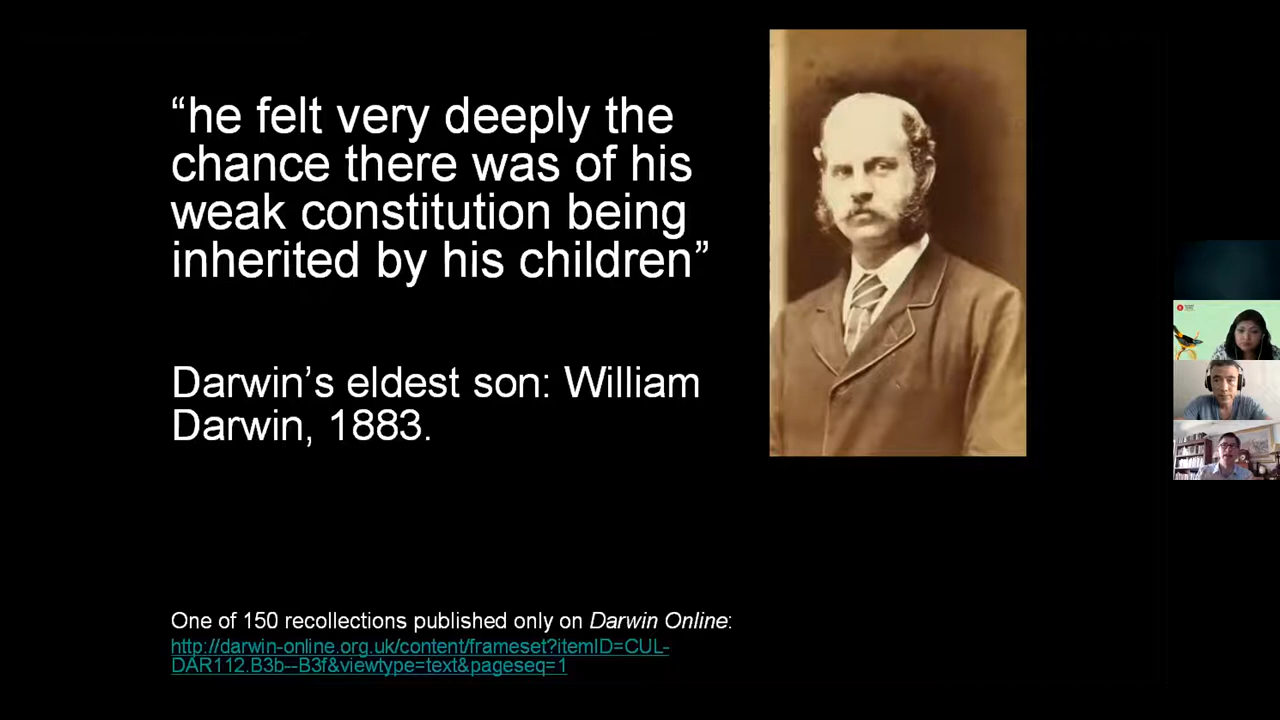 “he felt very deeply the
chance there was of his
weak constitution being
inherited by his children”
Darwin’s eldest son: William
Darwin, 1883.
One of 150 recollections published only on Darwin Online:
http://darwin-online.org.uk/content/frameset?itemID=CUL-
DAR112.B3b--B3f&viewtype=text&pageseq=1